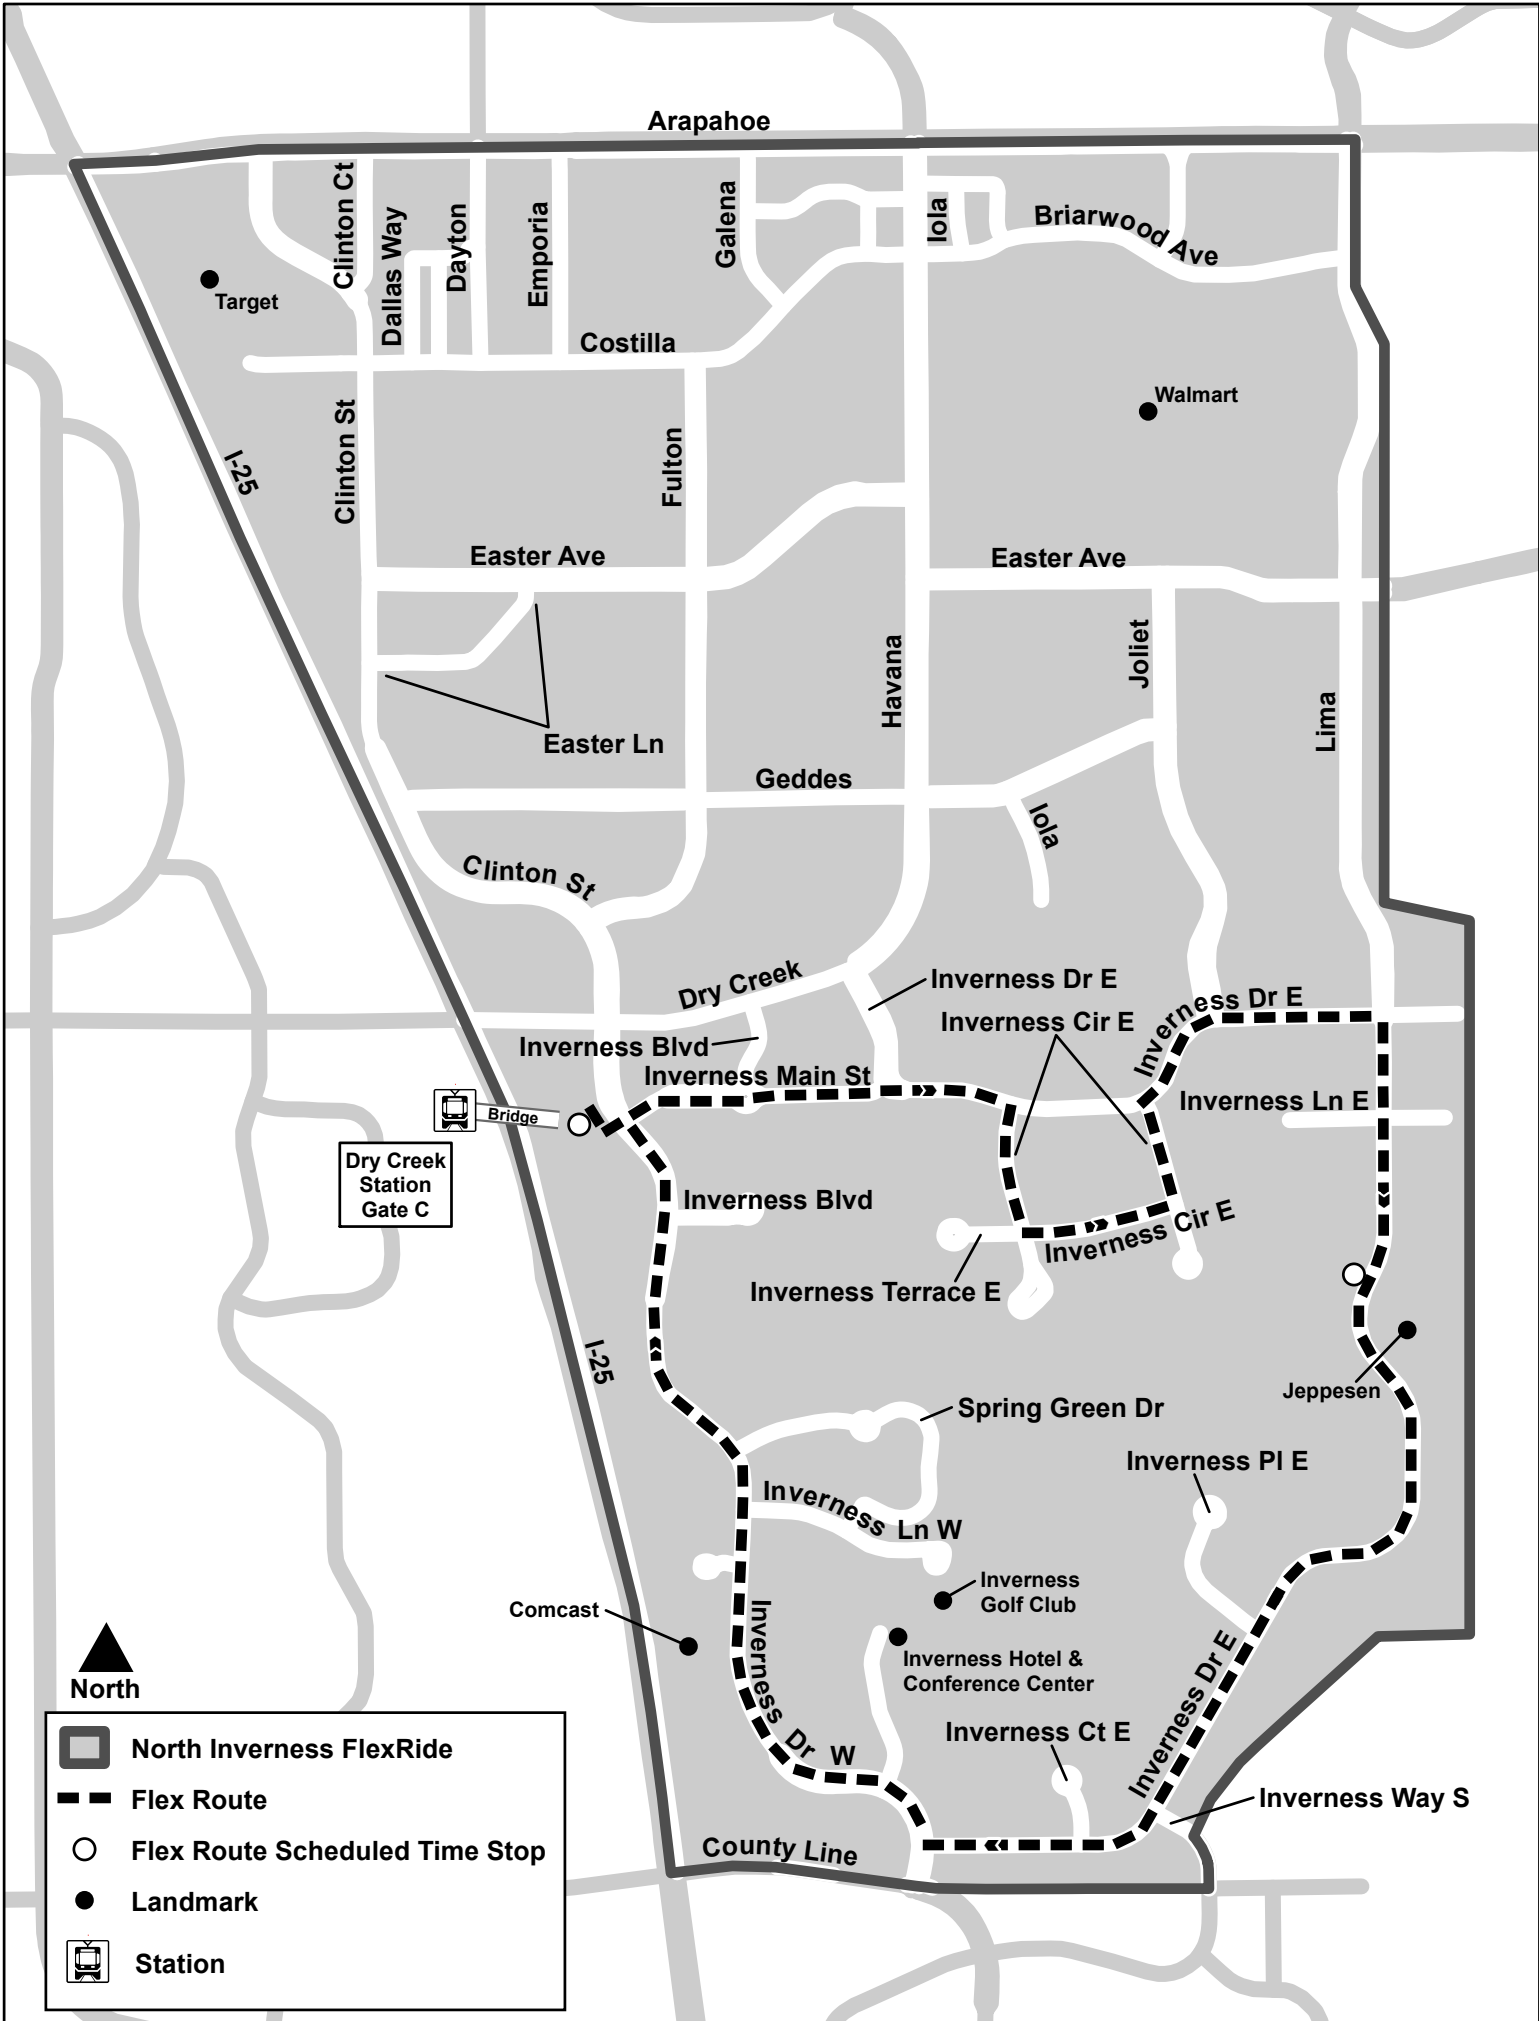 Arapahoe
Clinton Ct
Dallas Way
Dayton
Emporia
Galena
Iola
Briarwood Ave
Target
Costilla
Walmart
I-25
Clinton St
Fulton
Easter Ave
Easter Ave
Havana
Joliet
Lima
Easter Ln
Geddes
Iola
Clinton St
Dry Creek
Inverness Dr E
Inverness Dr E
Inverness Cir E
Inverness Blvd
Inverness Main St
Inverness Ln E
Bridge
Dry Creek
Station
Gate C
Inverness Blvd
Inverness Cir E
Inverness Terrace E
I-25
Jeppesen
Spring Green Dr
Inverness Pl E
Inverness Ln W
Inverness
Golf Club
Comcast
Inverness Dr W
Inverness Hotel &
Conference Center
Inverness Dr E
Inverness Ct E
Inverness Way S
County Line
North
North Inverness FlexRide
Flex Route
Flex Route Scheduled Time Stop
Landmark
Station